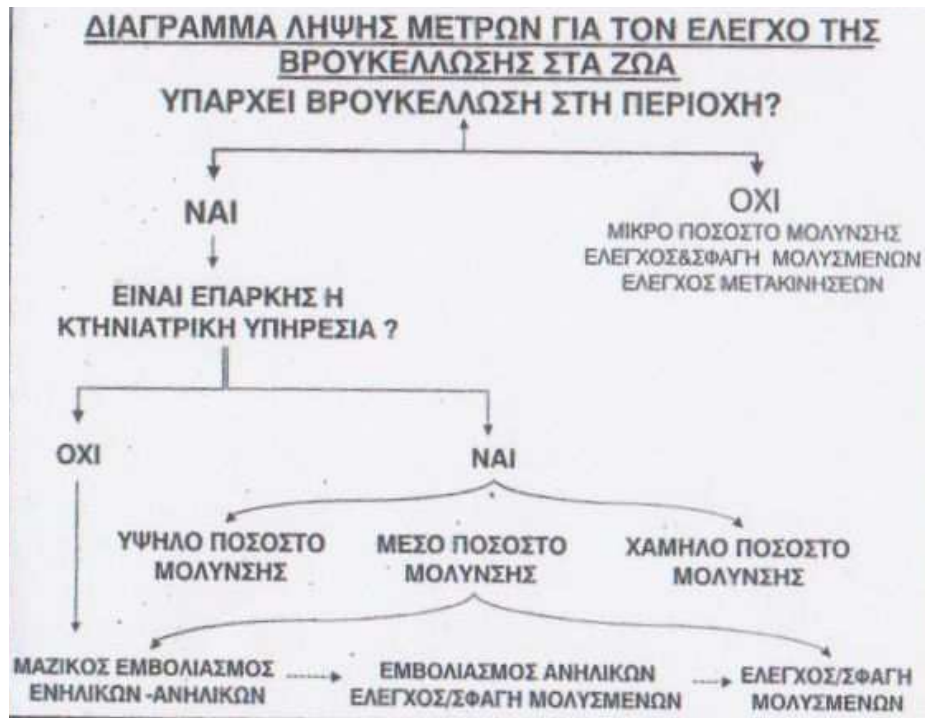 ΔΙΑΓΡΑΜΜΑ ΛΗΨΗΣ ΜΕΤΡΩΝ ΓΙΑ ΤΟΝ ΕΛΕΓΧΟ ΤΗΣ
ΒΡΟΥΚΕΛΛΩΣΗΣ ΣΤΑ ΖΩΑ
ΥΠΑΡΧΕΙ ΒΡΟΥΚΕΛΛΩΣΗ ΣΤΗ ΠΕΡΙΟΧΗ?
ΝΑΙ
ΟΧΙ
ΜΙΚΡΟ ΠΟΣΟΣΤΟ ΜΟΛΥΝΣΗΣ
ΕΛΕΓΧΟΣ&ΣΦΑΓΗ ΜΟΛΥΣΜΕΝΩΝ
ΕΛΕΓΧΟΣ ΜΕΤΑΚΙΝΗΣΕΩΝ
ΕΙΝΑΙ ΕΠΑΡΚΗΣ Η
ΚΤΗΝΙΑΤΡΙΚΗ ΥΠΗΡΕΣΙΑ ?
ΟΧΙ
ΝΑΙ
ΥΨΗΛΟ ΠΟΣΟΣΤΟ
ΜΟΛΥΝΣΗΣ
ΜΕΣΟ ΠΟΣΟΣΤΟ
ΜΟΛΥΝΣΗΣ
ΧΑΜΗΛΟ ΠΟΣΟΣΤΟ
ΜΟΛΥΝΣΗΣ
ΜΑΖΙΚΟΣ ΕΜΒΟΛΙΑΣΜΟΣ
ΕΝΗΛΙΚΩΝ -ΑΝΗΛΙΚΩΝ
ΕΜΒΟΛΙΑΣΜΟΣ ΑΝΗΛΙΚΩΝ
ΕΛΕΓΧΟΣ/ΣΦΑΓΗ ΜΟΛΥΣΜΕΝΩΝ
ΕΛΕΓΧΟΣ/ΣΦΑΓΗ
ΜΟΛΥΣΜΕΝΩΝ